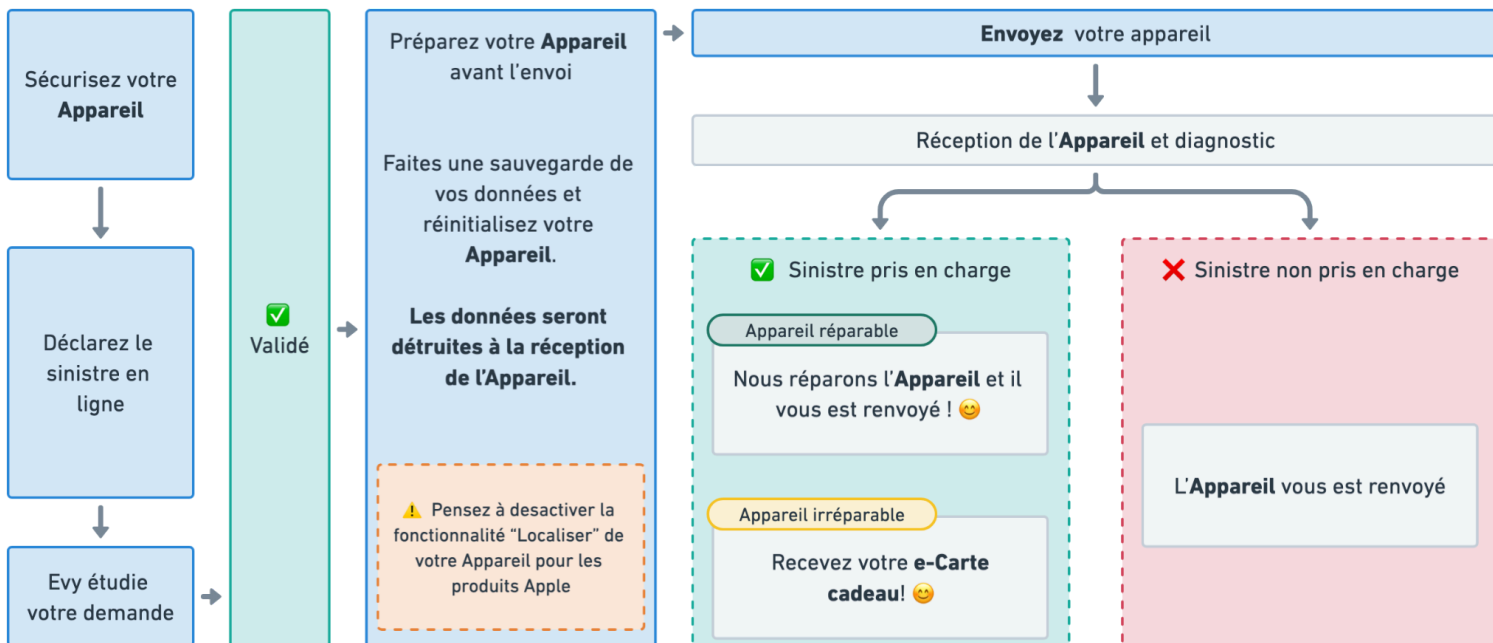 Sécurisez votre
Appareil
Déclarez le
sinistre en
ligne
Evy étudie
votre demande
Validé
Préparez votre Appareil
avant l'envoi
Faites une sauvegarde de
vos données et
réinitialisez votre
Appareil.
Les données seront
détruites à la réception
de l'Appareil.
⚠️ Pensez à desactiver la
fonctionnalité “Localiser” de
votre Appareil pour les
produits Apple
Envoyez votre appareil
Réception de l'Appareil et diagnostic
✅ Sinistre pris en charge
Appareil réparable
Nous réparons l'Appareil et il
vous est renvoyé ! 😊
Appareil irréparable
Recevez votre e-Carte
cadeau! 😊
❌ Sinistre non pris en charge
L'Appareil vous est renvoyé